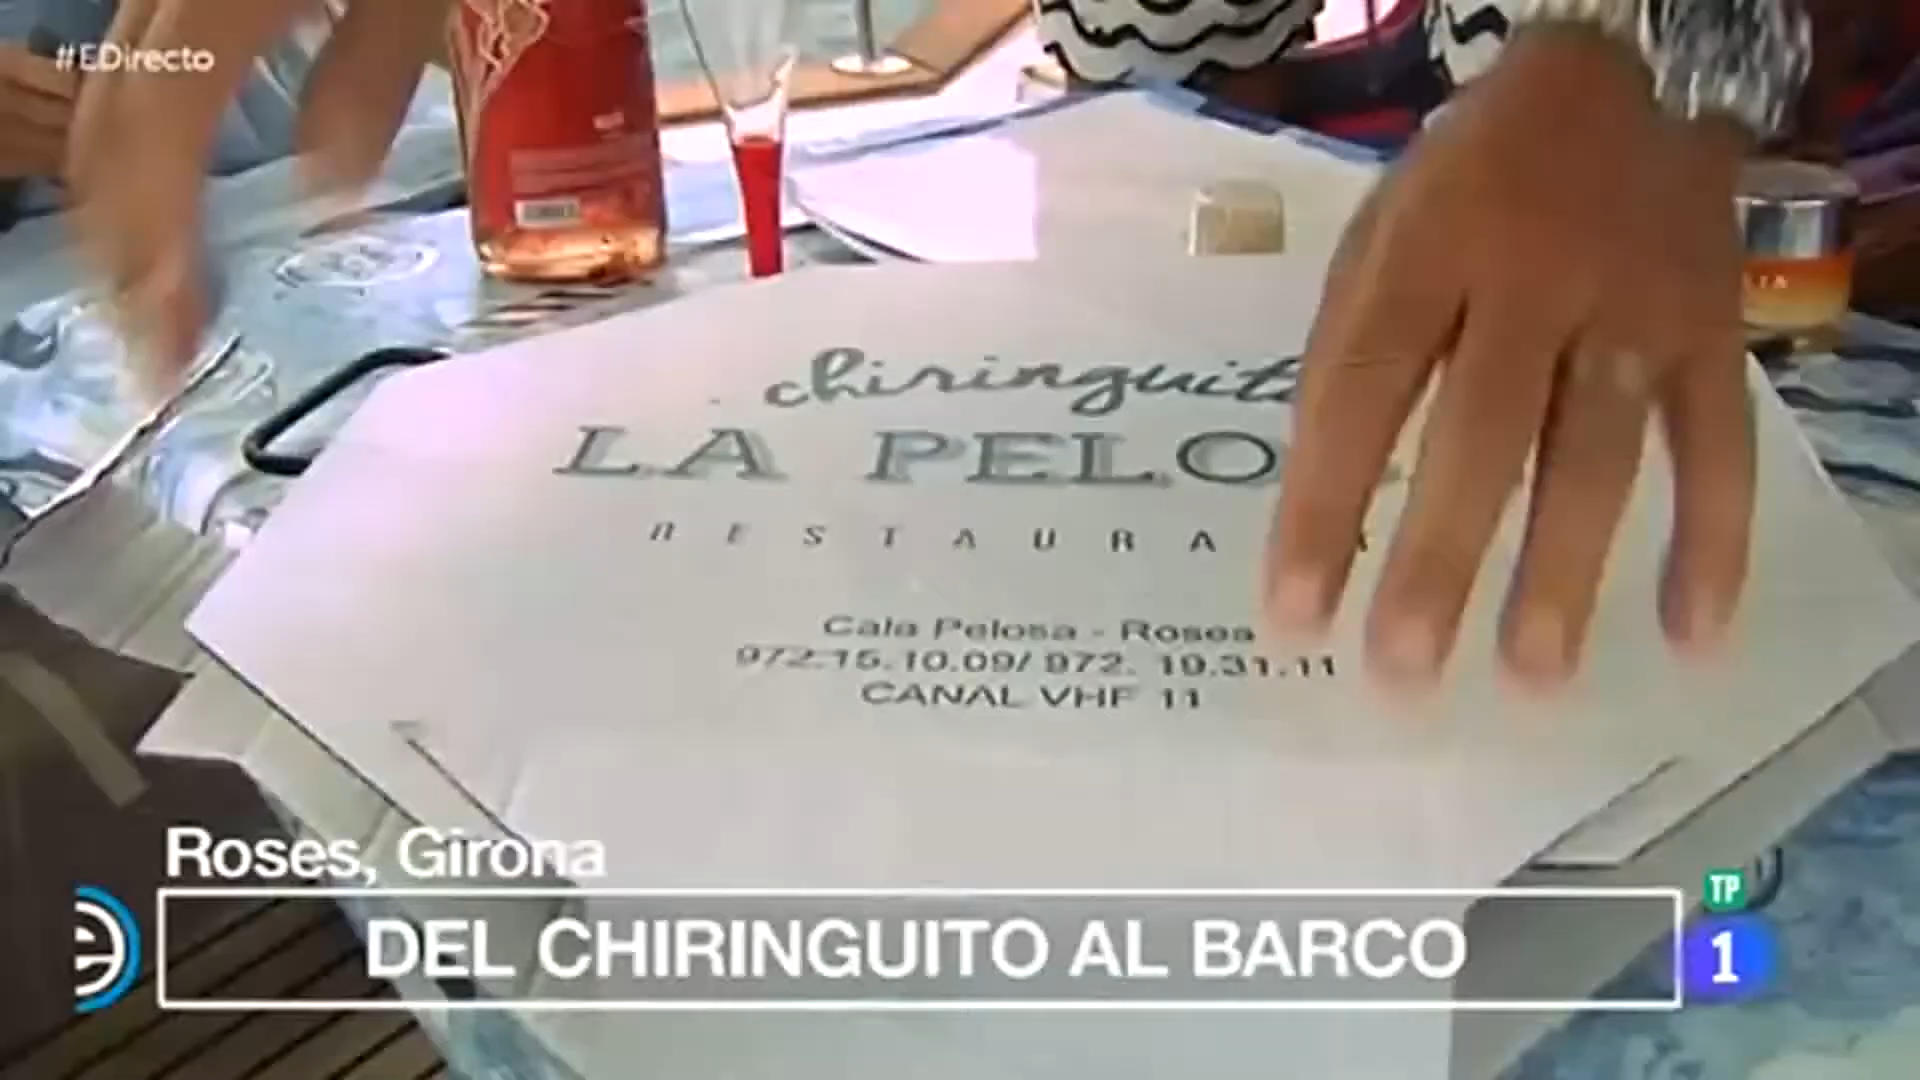 #EDirecto
chiringuit
LA PELO
RESTAURA
Cala Pelosa - Roses
972.15.10.09/ 972. 19.31.11
CANAL VHF 11
Roses, Girona
DEL CHIRINGUITO AL BARCO
TP
1